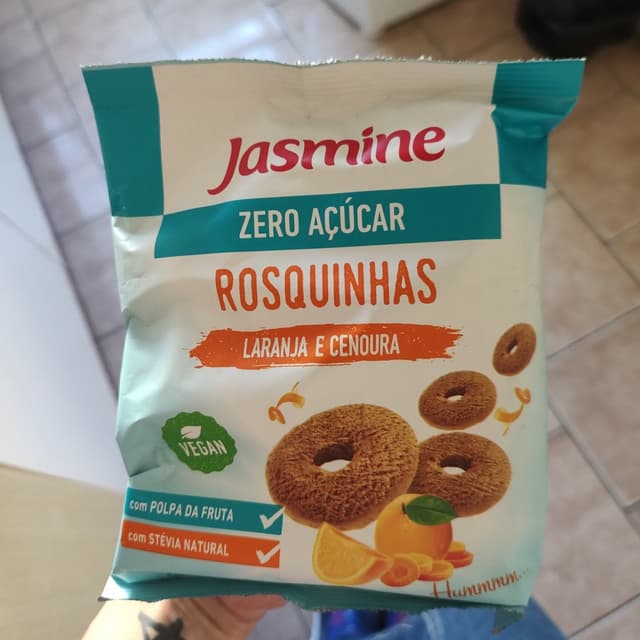 Jasmine
ZERO AÇÚCAR
ROSQUINHAS
LARANJA E CENOURA
VEGAN
com POLPA DA FRUTA
com STÉVIA NATURAL
Hummmm...